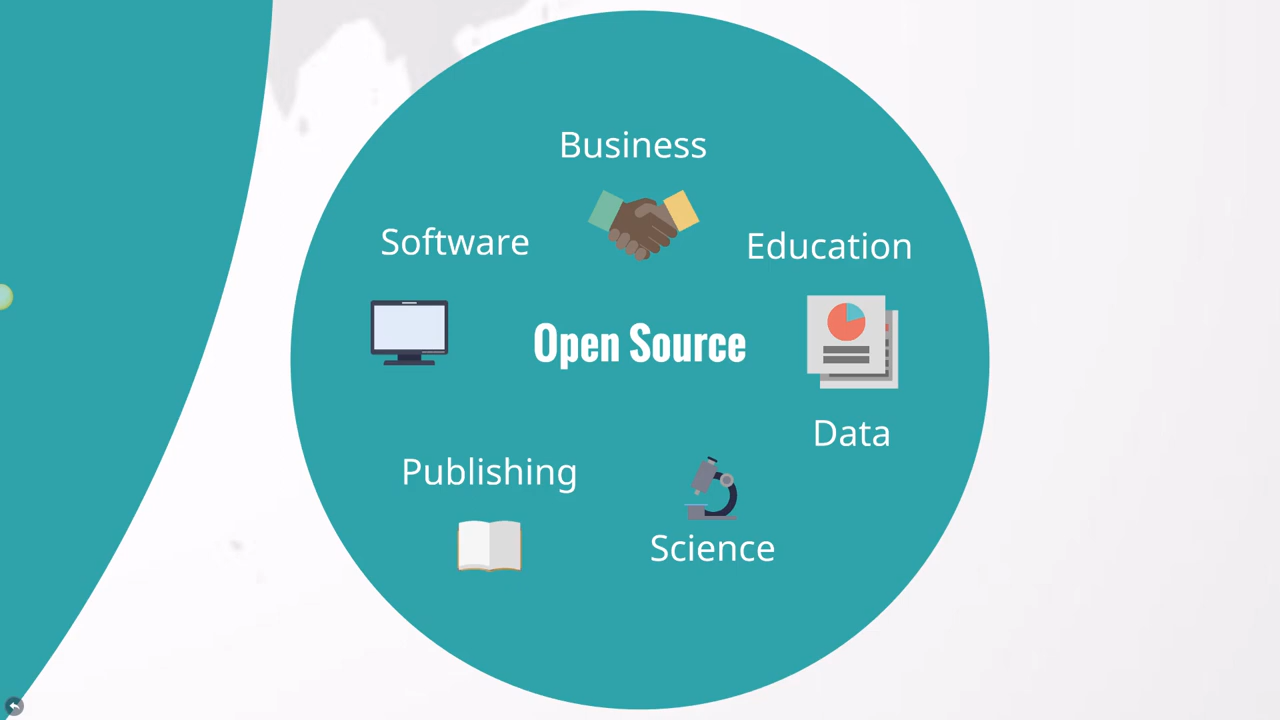 Business
Software
Education
Open Source
Data
Publishing
Science